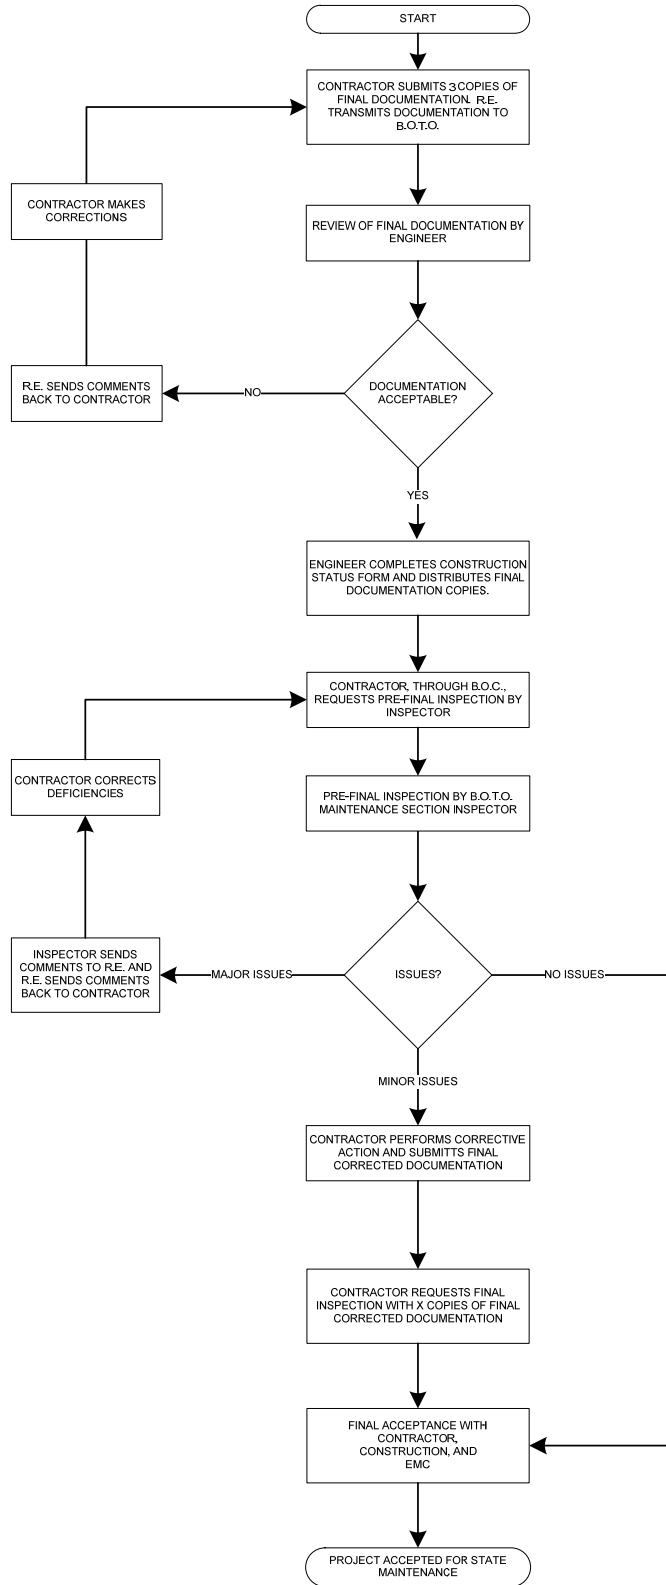 START
CONTRACTOR SUBMITS 3 COPIES OF
FINAL DOCUMENTATION. R.E.
TRANSMITS DOCUMENTATION TO
B.O.T.O.
CONTRACTOR MAKES
CORRECTIONS
REVIEW OF FINAL DOCUMENTATION BY
ENGINEER
R.E. SENDS COMMENTS
BACK TO CONTRACTOR
NO
DOCUMENTATION
ACCEPTABLE?
YES
ENGINEER COMPLETES CONSTRUCTION
STATUS FORM AND DISTRIBUTES FINAL
DOCUMENTATION COPIES.
CONTRACTOR, THROUGH B.O.C.,
REQUESTS PRE-FINAL INSPECTION BY
INSPECTOR
CONTRACTOR CORRECTS
DEFICIENCIES
PRE-FINAL INSPECTION BY B.O.T.O.
MAINTENANCE SECTION INSPECTOR
INSPECTOR SENDS
COMMENTS TO R.E. AND
R.E. SENDS COMMENTS
BACK TO CONTRACTOR
MAJOR ISSUES
ISSUES?
NO ISSUES
MINOR ISSUES
CONTRACTOR PERFORMS CORRECTIVE
ACTION AND SUBMITTS FINAL
CORRECTED DOCUMENTATION
CONTRACTOR REQUESTS FINAL
INSPECTION WITH X COPIES OF FINAL
CORRECTED DOCUMENTATION
FINAL ACCEPTANCE WITH
CONTRACTOR,
CONSTRUCTION, AND
EMC
PROJECT ACCEPTED FOR STATE
MAINTENANCE